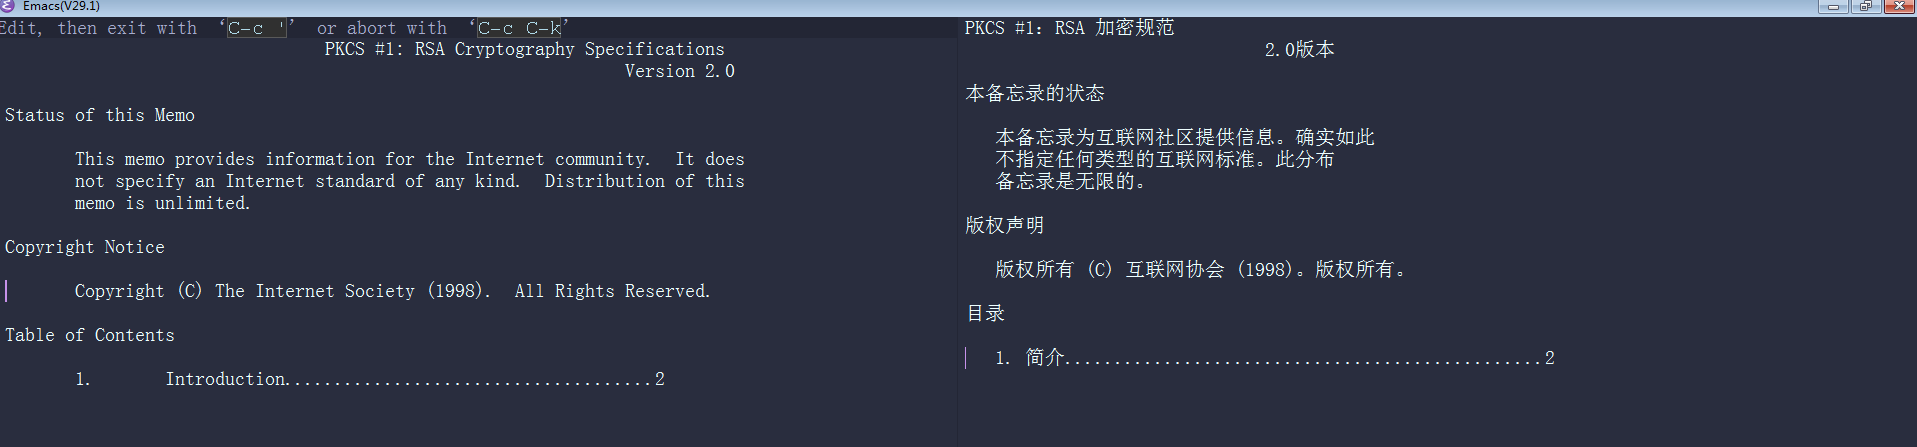 Emacs(V29.1)
Edit, then exit with ‘C-c '’ or abort with ‘C-c C-k’
PKCS #1: RSA Cryptography Specifications
Version 2.0
Status of this Memo
This memo provides information for the Internet community.  It does
not specify an Internet standard of any kind.  Distribution of this
memo is unlimited.
Copyright Notice
Copyright (C) The Internet Society (1998).  All Rights Reserved.
Table of Contents
1.       Introduction.....................................2
PKCS #1: RSA 加密规范
2.0版本
本备忘录的状态
本备忘录为互联网社区提供信息。确实如此
不指定任何类型的互联网标准。此分布
备忘录是无限的。
版权声明
版权所有 (C) 互联网协会 (1998)。版权所有。
目录
1. 简介................................................2